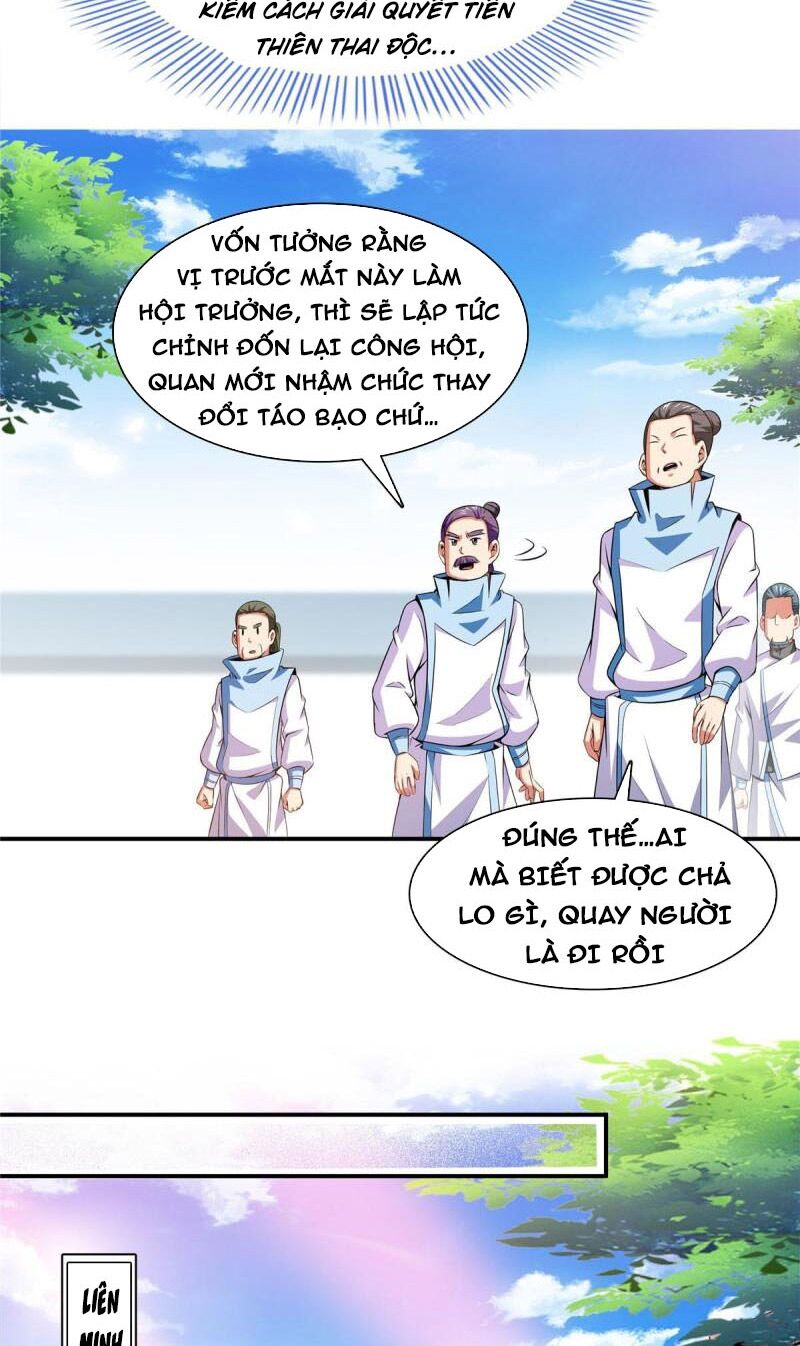 KIẾM CÁCH GIẢI QUYẾT TIÊN
THIÊN THAI ĐỘC...
VỐN TƯỞNG RẰNG
VỊ TRƯỚC MẮT NÀY LÀM
HỘI TRƯỞNG, THÌ SẼ LẬP TỨC
CHỈNH ĐỐN LẠI CÔNG HỘI,
QUAN MỚI NHẬM CHỨC THAY
ĐỔI TÁO BẠO CHỨ...
ĐÚNG THẾ...AI
MÀ BIẾT ĐƯỢC CHẢ
LO GÌ, QUAY NGƯỜI
LÀ ĐI RỒI
LIÊN
MINH